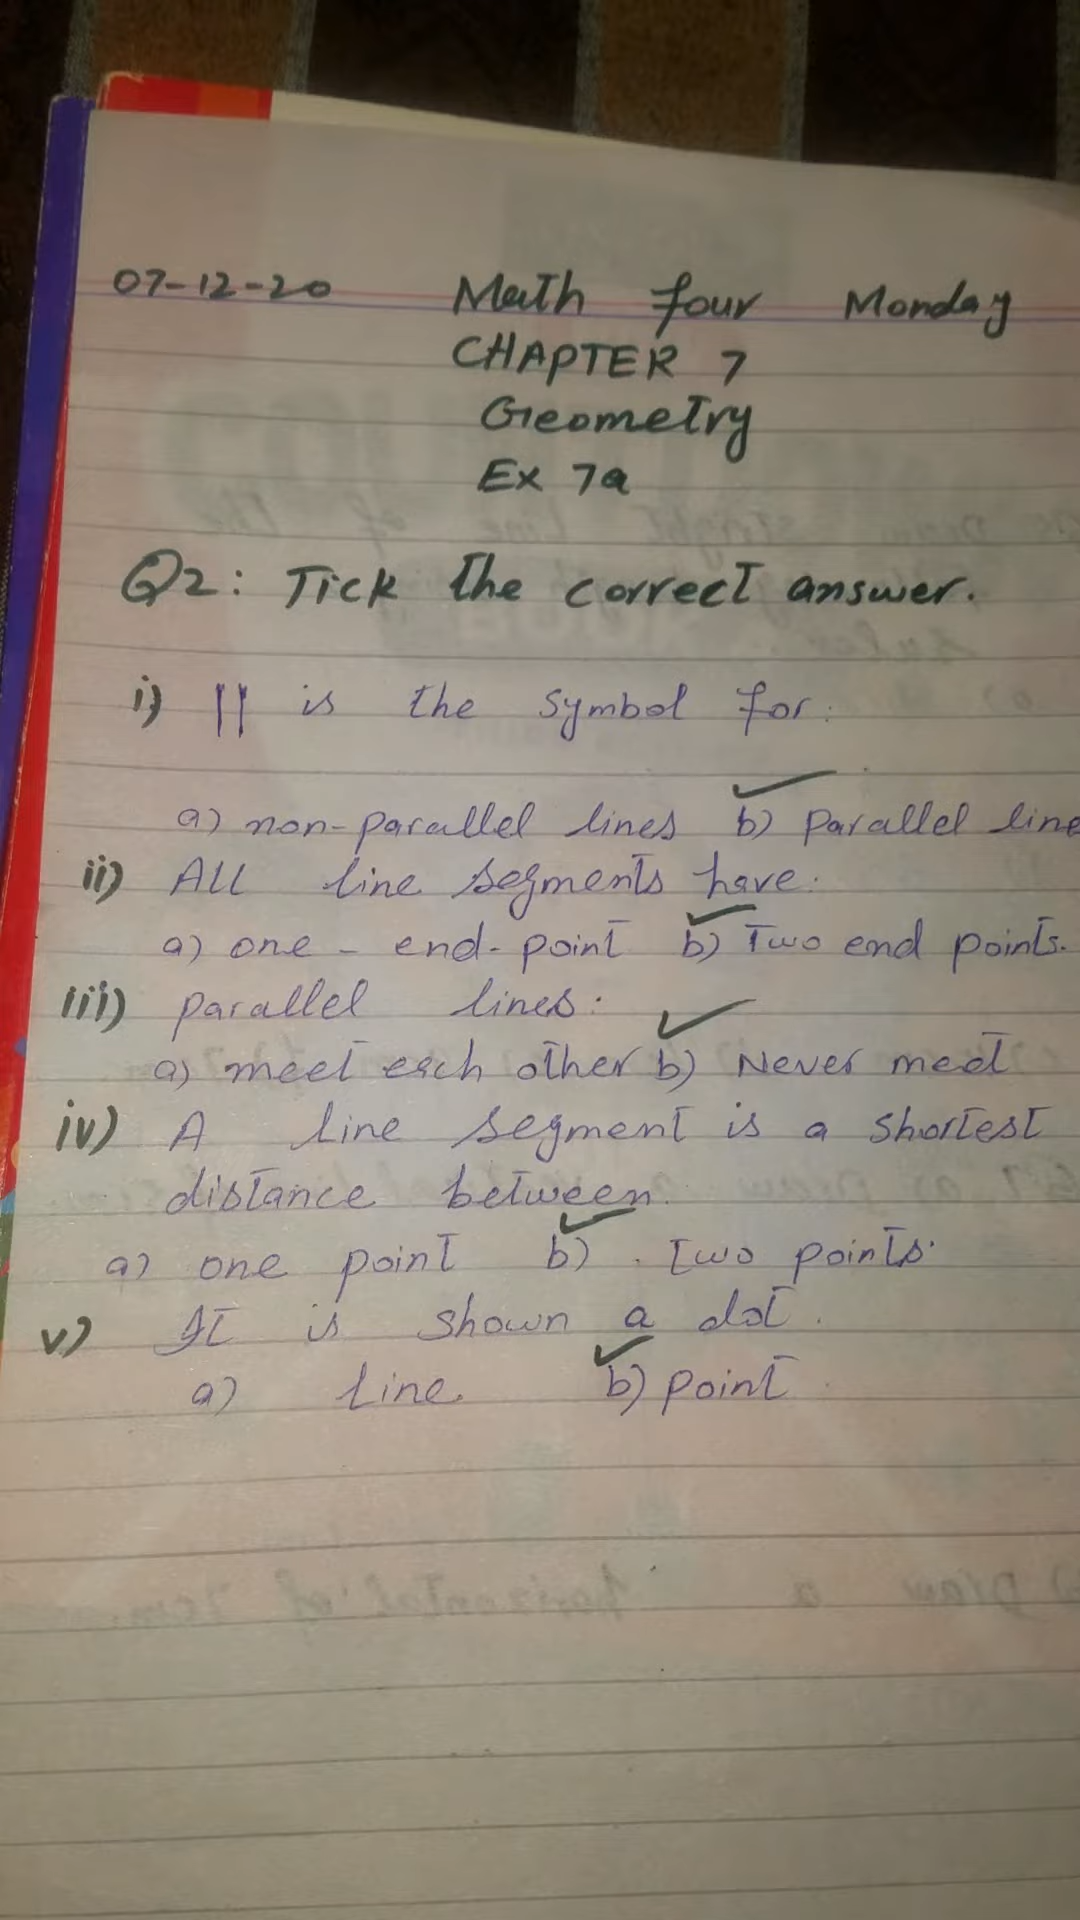 07-12-20 Math four Monday
CHAPTER 7
Geometry
Ex 7a
Q2: Tick the correct answer.
i) || is the symbol for:
a) non-parallel lines b) parallel line
ii) All line segments have:
a) one - end-point b) Two end points.
iii) parallel lines:
a) meet each other b) Never meet
iv) A line segment is a shortest
distance between.
a) one point b) . Two points.
v) It is shown a dot.
a) line. b) point.